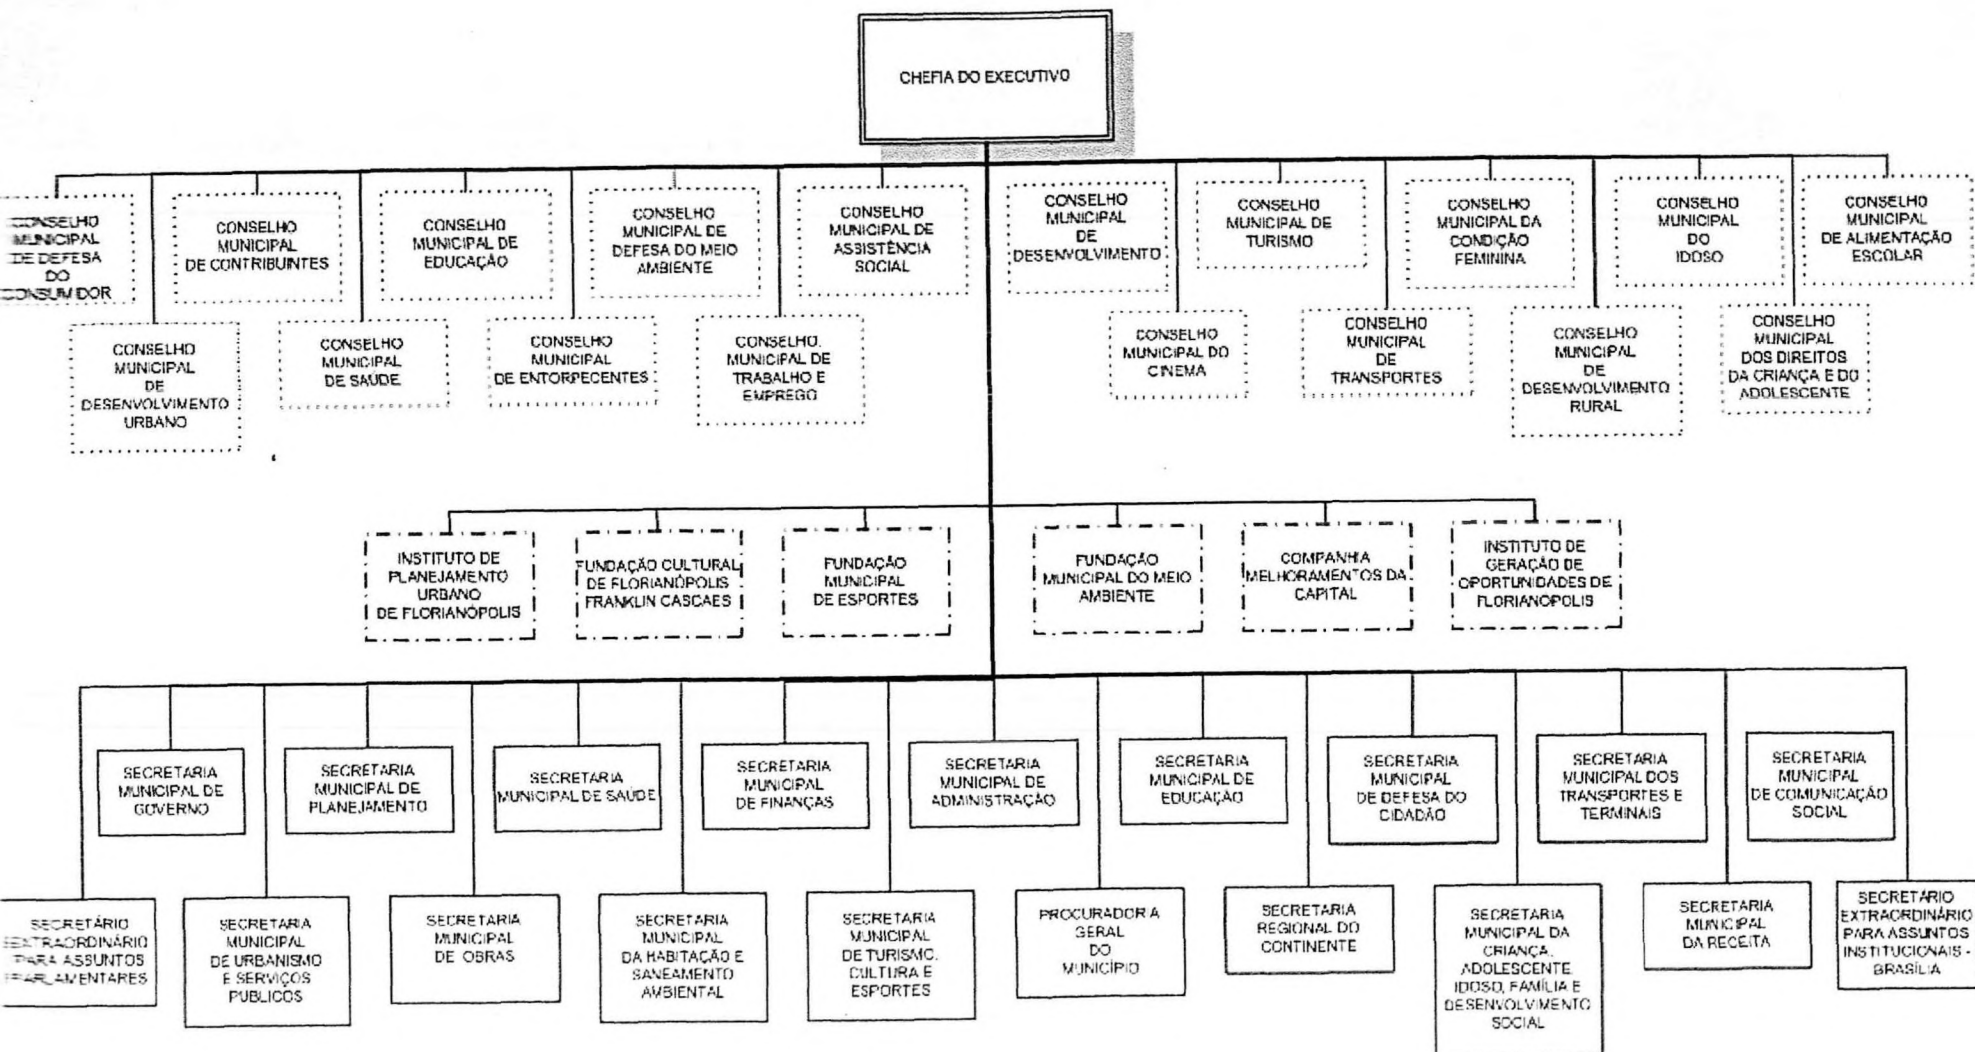 CHEFIA DO EXECUTIVO
CONSELHO
MUNICIPAL
DE DEFESA
DO
CONSUMIDOR
CONSELHO
MUNICIPAL
DE CONTRIBUINTES
CONSELHO
MUNICIPAL DE
EDUCAÇÃO
CONSELHO
MUNICIPAL DE
DEFESA DO MEIO
AMBIENTE
CONSELHO
MUNICIPAL DE
ASSISTÊNCIA
SOCIAL
CONSELHO
MUNICIPAL
DE
DESENVOLVIMENTO
CONSELHO
MUNICIPAL DE
TURISMO
CONSELHO
MUNICIPAL DA
CONDIÇÃO
FEMININA
CONSELHO
MUNICIPAL
DO
IDOSO
CONSELHO
MUNICIPAL
DE ALIMENTAÇÃO
ESCOLAR
CONSELHO
MUNICIPAL
DE
DESENVOLVIMENTO
URBANO
CONSELHO
MUNICIPAL
DE SAÚDE
CONSELHO
MUNICIPAL
DE ENTORPECENTES
CONSELHO.
MUNICIPAL DE
TRABALHO E
EMPREGO
CONSELHO
MUNICIPAL DO
CINEMA
CONSELHO
MUNICIPAL
DE
TRANSPORTES
CONSELHO
MUNICIPAL
DE
DESENVOLVIMENTO
RURAL
CONSELHO
MUNICIPAL
DOS DIREITOS
DA CRIANÇA E DO
ADOLESCENTE
INSTITUTO DE
PLANEJAMENTO
URBANO
DE FLORIANÓPOLIS
FUNDAÇÃO CULTURAL
DE FLORIANÓPOLIS
FRANKLIN CASCAES
FUNDAÇÃO
MUNICIPAL
DE ESPORTES
FUNDAÇÃO
MUNICIPAL DO MEIO
AMBIENTE
COMPANHIA
MELHORAMENTOS DA
CAPITAL
INSTITUTO DE
GERAÇÃO DE
OPORTUNIDADES DE
FLORIANÓPOLIS
SECRETARIA
MUNICIPAL DE
GOVERNO
SECRETARIA
MUNICIPAL DE
PLANEJAMENTO
SECRETARIA
MUNICIPAL DE SAÚDE
SECRETARIA
MUNICIPAL
DE FINANÇAS
SECRETARIA
MUNICIPAL DE
ADMINISTRAÇÃO
SECRETARIA
MUNICIPAL DE
EDUCAÇÃO
SECRETARIA
MUNICIPAL
DE DEFESA DO
CIDADÃO
SECRETARIA
MUNICIPAL DOS
TRANSPORTES E
TERMINAIS
SECRETARIA
MUNICIPAL
DE COMUNICAÇÃO
SOCIAL
SECRETÁRIO
EXTRAORDINÁRIO
PARA ASSUNTOS
PARLAMENTARES
SECRETARIA
MUNICIPAL
DE URBANISMO
E SERVIÇOS
PÚBLICOS
SECRETARIA
MUNICIPAL
DE OBRAS
SECRETARIA
MUNICIPAL
DA HABITAÇÃO E
SANEAMENTO
AMBIENTAL
SECRETARIA
MUNICIPAL
DE TURISMO,
CULTURA E
ESPORTES
PROCURADORIA
GERAL
DO
MUNICÍPIO
SECRETARIA
REGIONAL DO
CONTINENTE
SECRETARIA
MUNICIPAL DA
CRIANÇA,
ADOLESCENTE,
IDOSO, FAMÍLIA E
DESENVOLVIMENTO
SOCIAL
SECRETARIA
MUNICIPAL
DA RECEITA
SECRETÁRIO
EXTRAORDINÁRIO
PARA ASSUNTOS
INSTITUCIONAIS -
BRASÍLIA